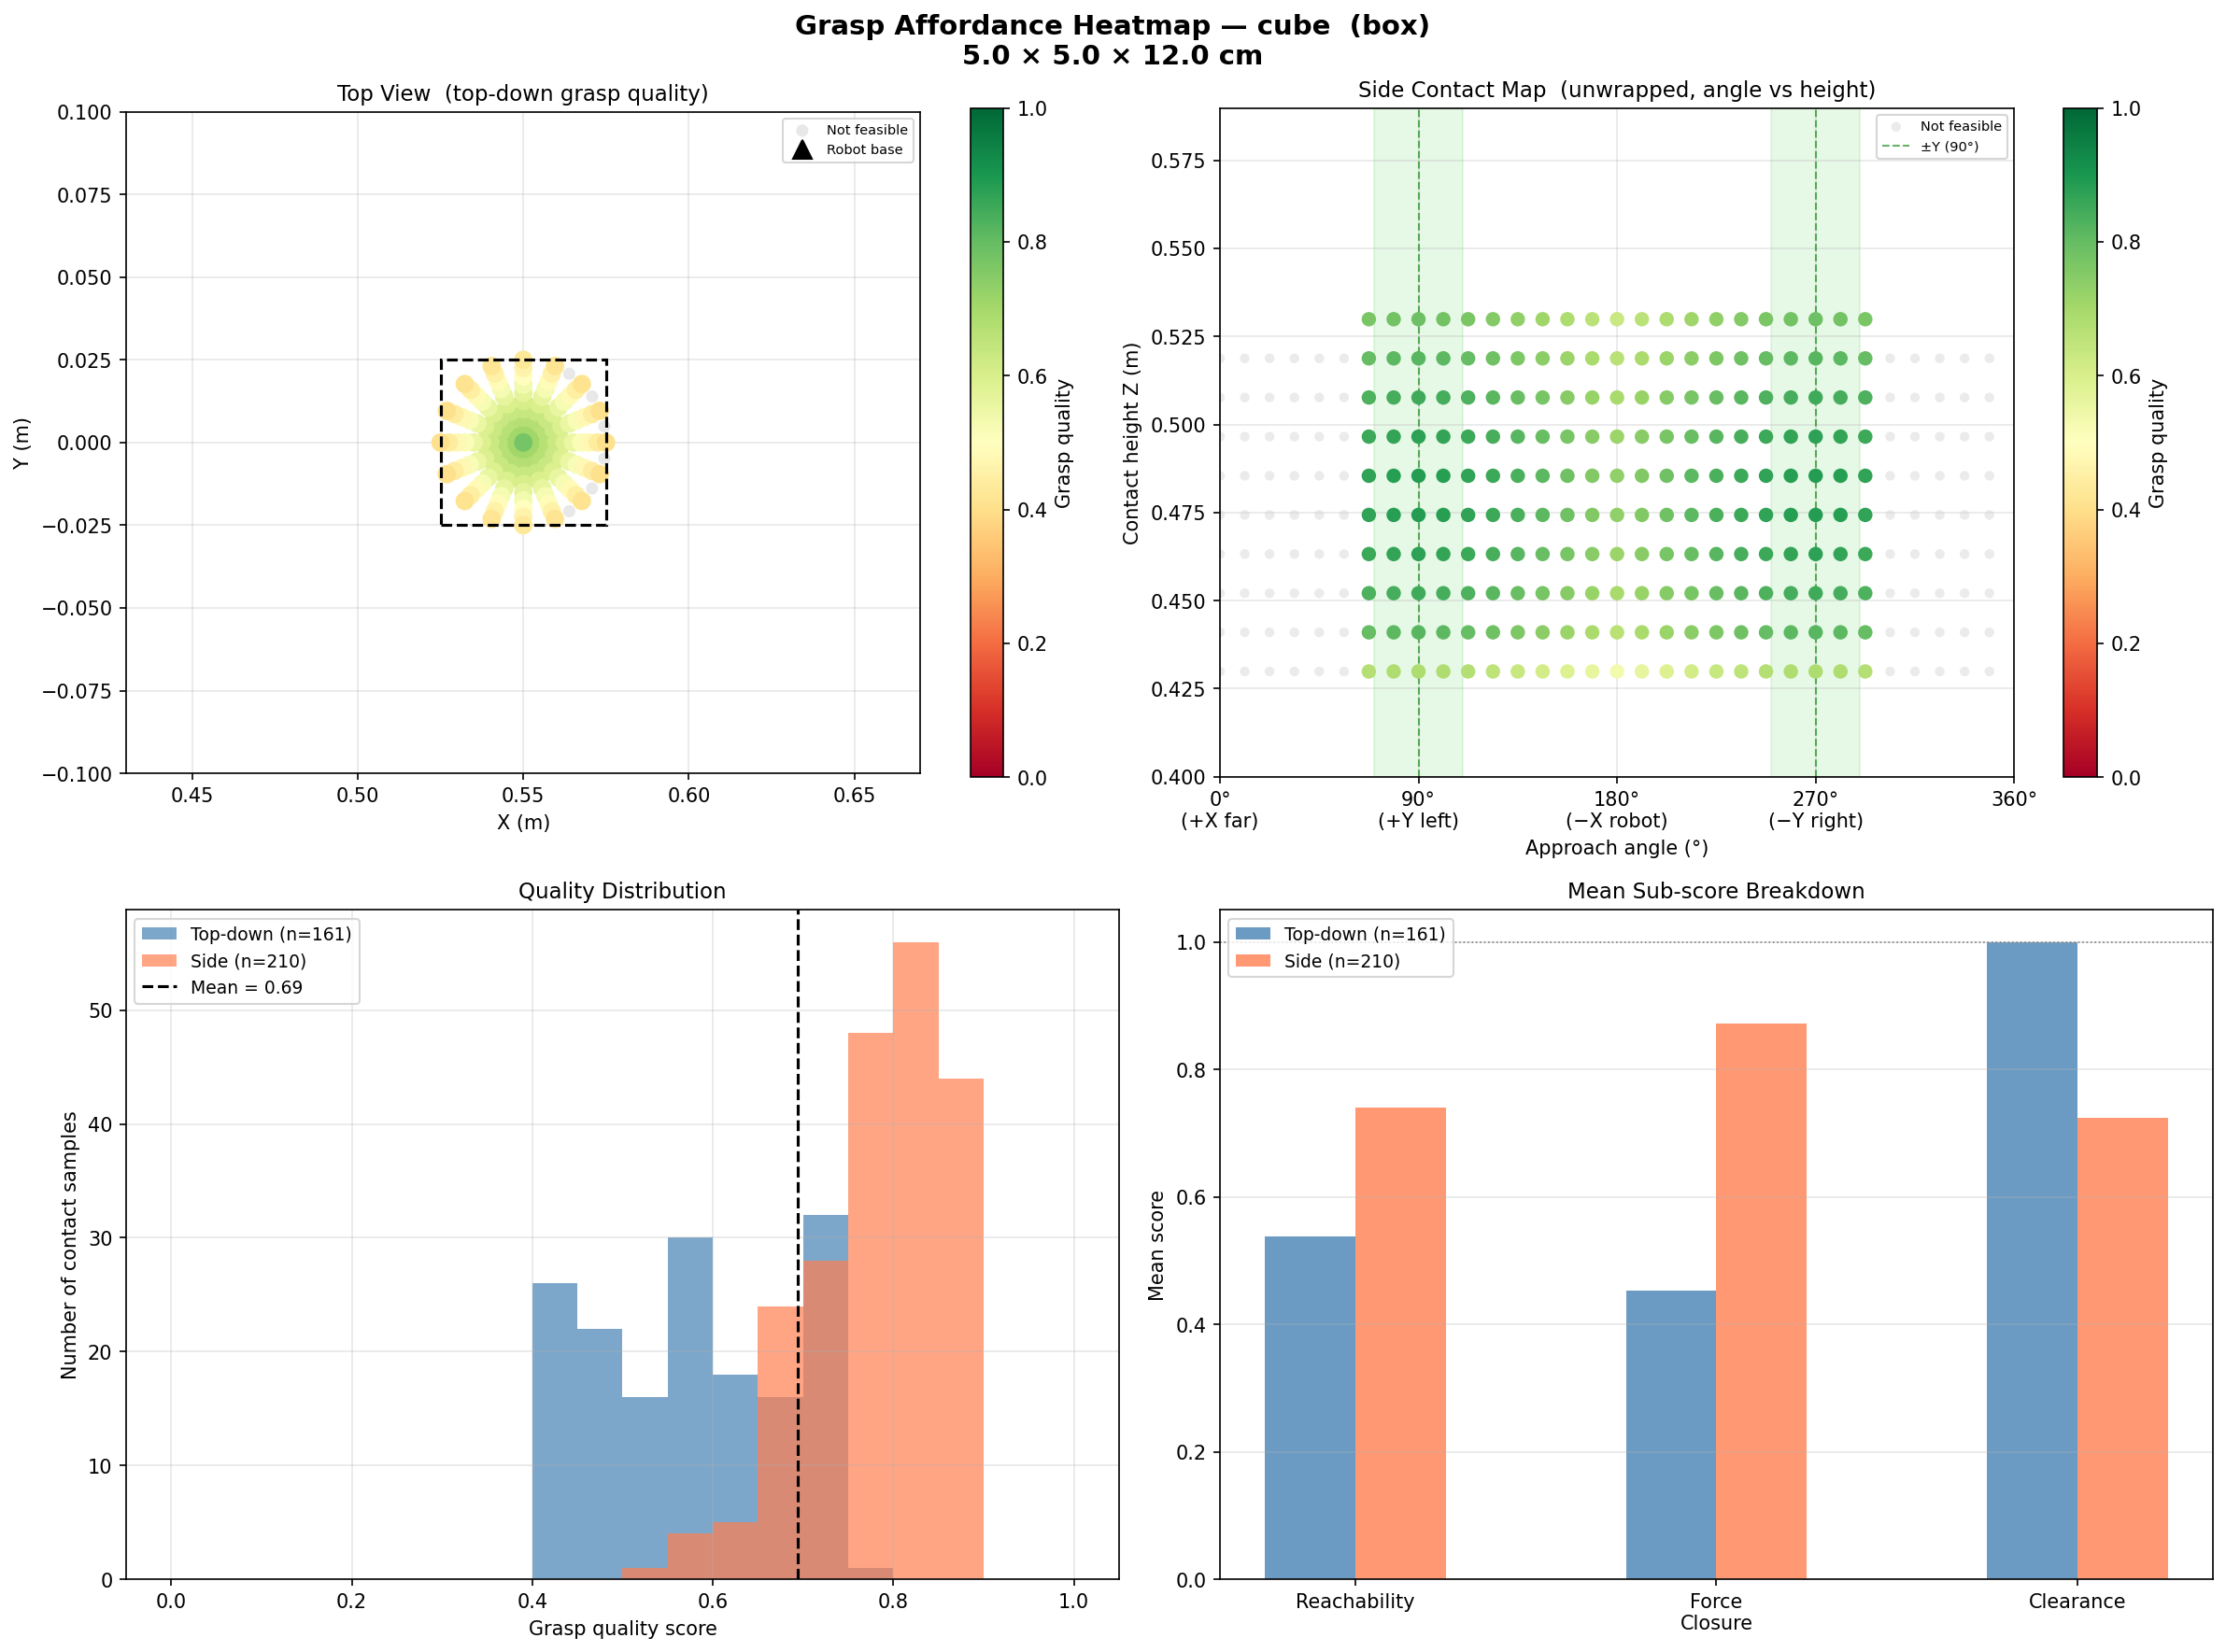 Grasp Affordance Heatmap — cube  (box)
5.0 × 5.0 × 12.0 cm
Top View  (top-down grasp quality)
Not feasible
Robot base
0.100
0.075
0.050
0.025
0.000
−0.025
−0.050
−0.075
−0.100
Y (m)
0.45
0.50
0.55
0.60
0.65
X (m)
1.0
0.8
0.6
0.4
0.2
0.0
Grasp quality
Side Contact Map  (unwrapped, angle vs height)
Not feasible
±Y (90°)
0.575
0.550
0.525
0.500
0.475
0.450
0.425
0.400
Contact height Z (m)
0°
(+X far)
90°
(+Y left)
180°
(−X robot)
270°
(−Y right)
360°
Approach angle (°)
1.0
0.8
0.6
0.4
0.2
0.0
Grasp quality
Quality Distribution
Top-down (n=161)
Side (n=210)
Mean = 0.69
50
40
30
20
10
0
Number of contact samples
0.0
0.2
0.4
0.6
0.8
1.0
Grasp quality score
Mean Sub-score Breakdown
Top-down (n=161)
Side (n=210)
1.0
0.8
0.6
0.4
0.2
0.0
Mean score
Reachability
Force
Closure
Clearance